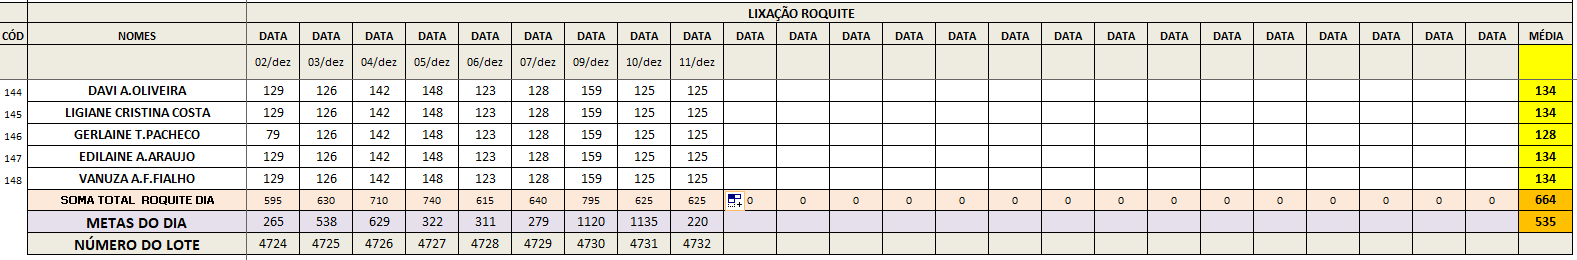 LIXAÇÃO ROQUITE
CÓD NOMES DATA DATA DATA DATA DATA DATA DATA DATA DATA DATA DATA DATA DATA DATA DATA DATA DATA DATA DATA DATA DATA DATA DATA DATA MÉDIA
02/dez 03/dez 04/dez 05/dez 06/dez 07/dez 09/dez 10/dez 11/dez
144 DAVI A.OLIVEIRA 129 126 142 148 123 128 159 125 125 134
145 LIGIANE CRISTINA COSTA 129 126 142 148 123 128 159 125 125 134
146 GERLAINE T.PACHECO 79 126 142 148 123 128 159 125 125 128
147 EDILAINE A.ARAUJO 129 126 142 148 123 128 159 125 125 134
148 VANUZA A.F.FIALHO 129 126 142 148 123 128 159 125 125 134
SOMA TOTAL ROQUITE DIA 595 630 710 740 615 640 795 625 625 0 0 0 0 0 0 0 0 0 0 0 0 0 0 0 664
METAS DO DIA 265 538 629 322 311 279 1120 1135 220 535
NÚMERO DO LOTE 4724 4725 4726 4727 4728 4729 4730 4731 4732